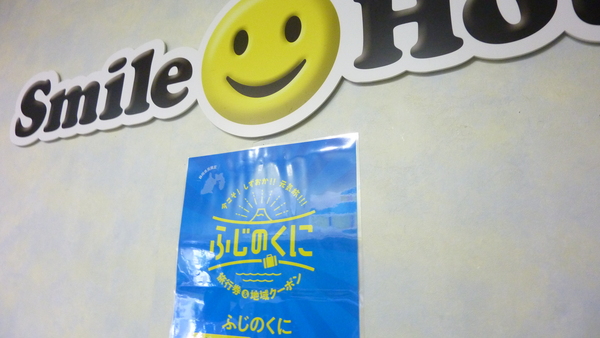 Smile Ho
ふじのくに
旅行券&地域クーポン
ふじのくに